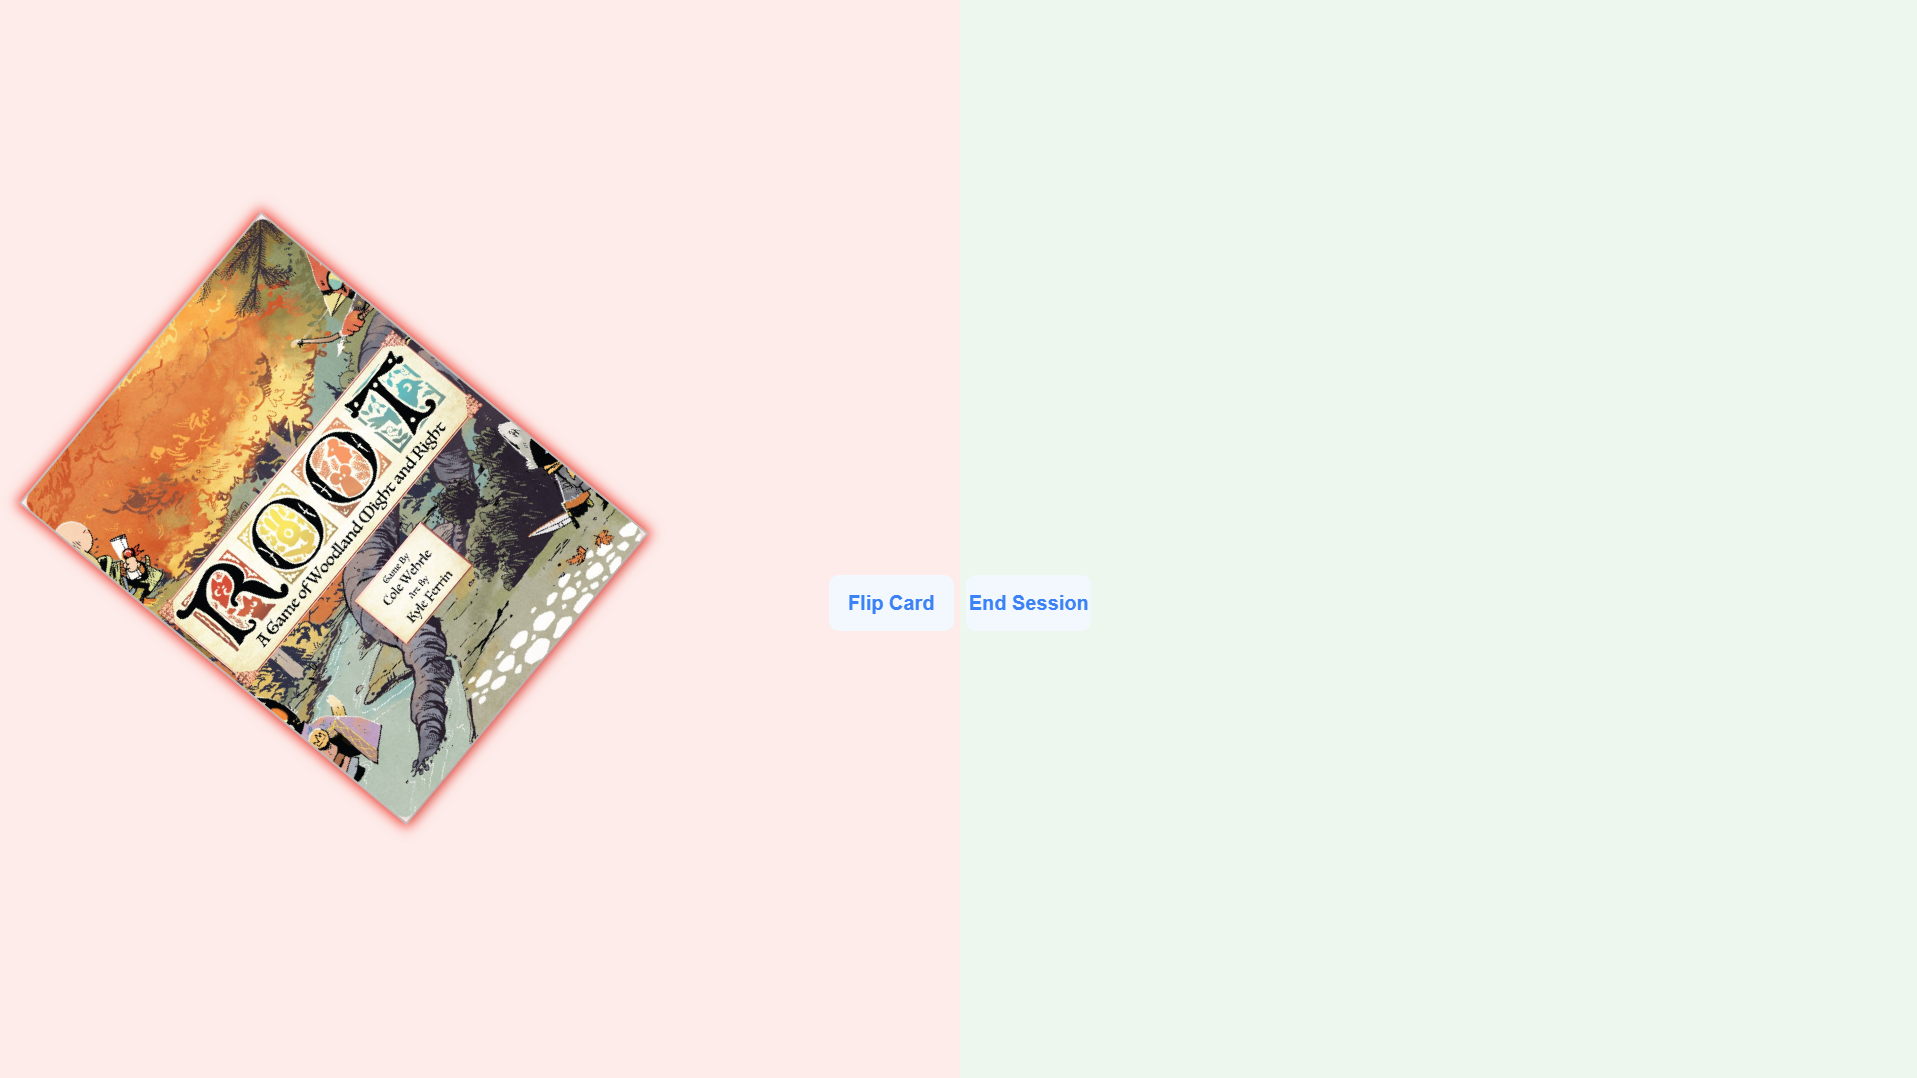 ROOT
A Game of Woodland Might and Right
Game By
Cole Wehrle
Art By
Kyle Ferrin
Flip Card
End Session